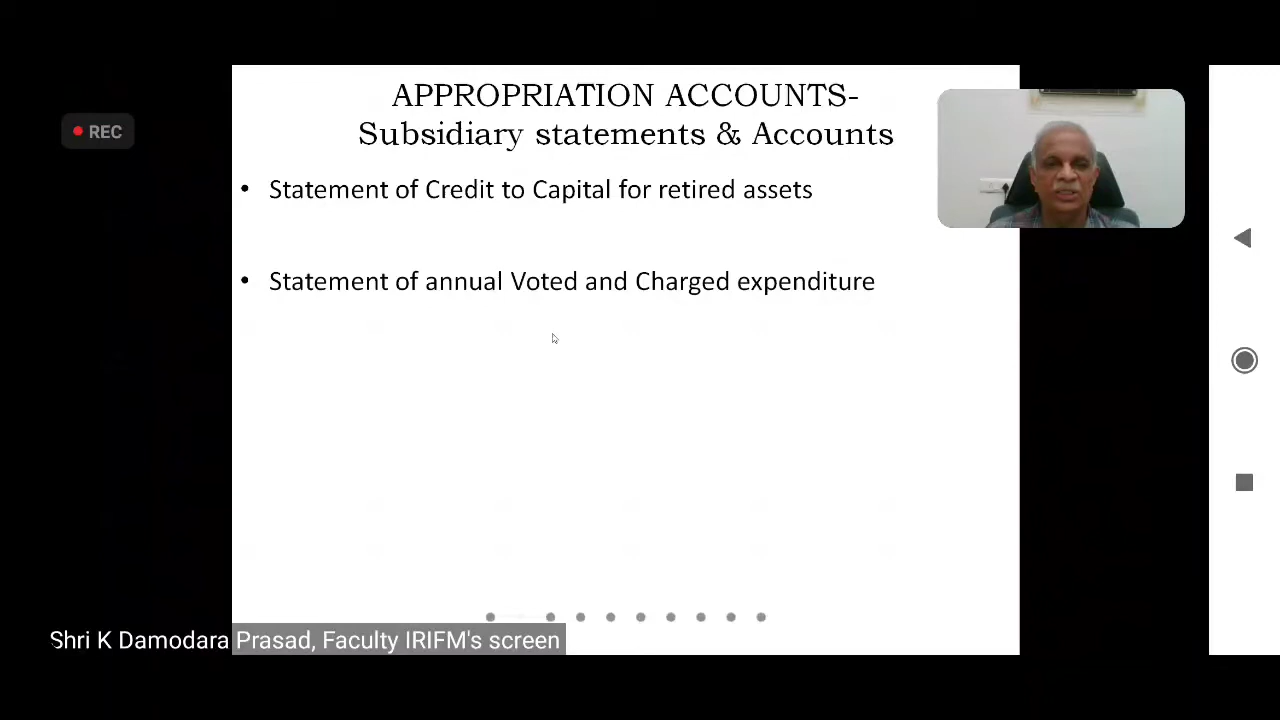 APPROPRIATION ACCOUNTS-
Subsidiary statements & Accounts
REC
• Statement of Credit to Capital for retired assets
• Statement of annual Voted and Charged expenditure
Shri K Damodara Prasad, Faculty IRIFM's screen